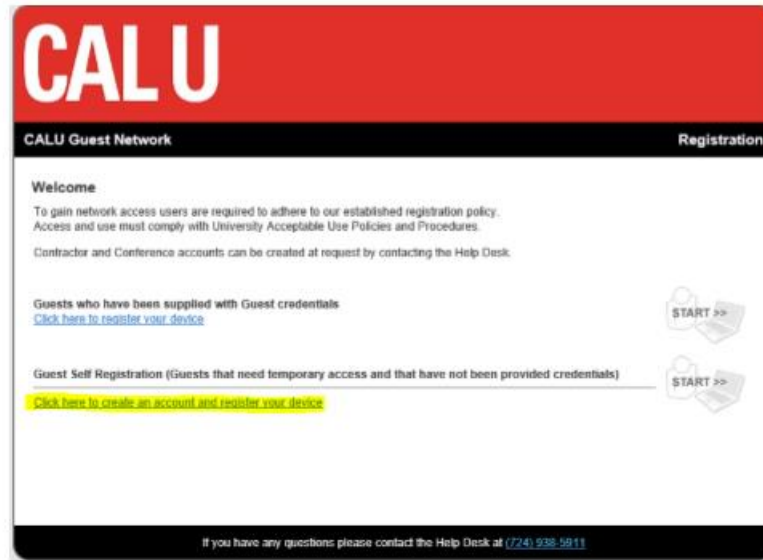 CAL U
CALU Guest Network
Registration
Welcome
To gain network access users are required to adhere to our established registration policy.
Access and use must comply with University Acceptable Use Policies and Procedures.
Contractor and Conference accounts can be created at request by contacting the Help Desk.
Guests who have been supplied with Guest credentials
Click here to register your device
START >>
Guest Self Registration (Guests that need temporary access and that have not been provided credentials)
START >>
Click here to create an account and register your device
If you have any questions please contact the Help Desk at (724) 938-5911